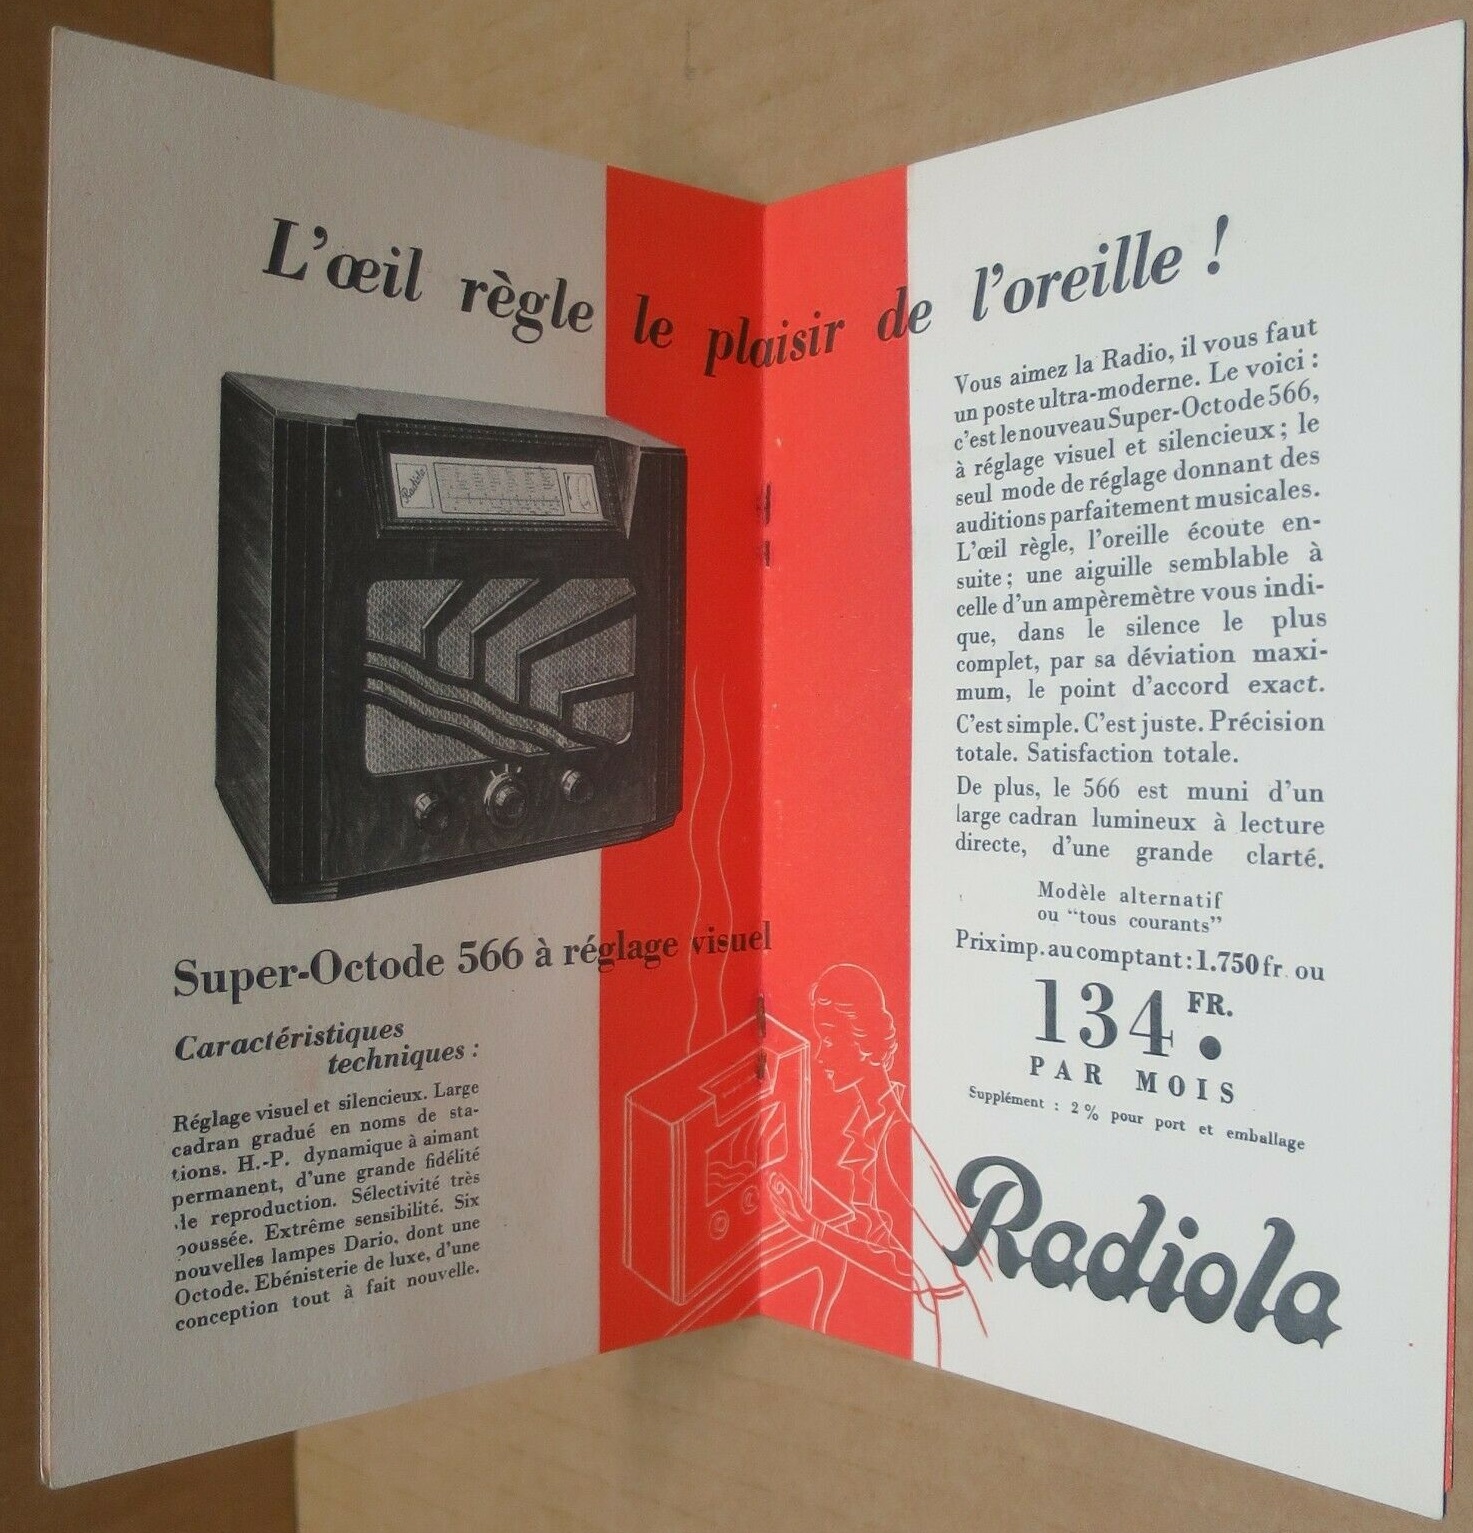 L'œil règle le plaisir de l'oreille !
Radiola
Super-Octode 566 à réglage visuel
Caractéristiques
techniques :
Réglage visuel et silencieux. Large
cadran gradué en noms de sta-
tions. H.-P. dynamique à aimant
permanent, d'une grande fidélité
de reproduction. Sélectivité très
poussée. Extrême sensibilité. Six
nouvelles lampes Dario, dont une
Octode. Ebénisterie de luxe, d'une
conception tout à fait nouvelle.
Vous aimez la Radio, il vous faut
un poste ultra-moderne. Le voici :
c'est le nouveau Super-Octode 566,
à réglage visuel et silencieux ; le
seul mode de réglage donnant des
auditions parfaitement musicales.
L'œil règle, l'oreille écoute en-
suite ; une aiguille semblable à
celle d'un ampèremètre vous indi-
que, dans le silence le plus
complet, par sa déviation maxi-
mum, le point d'accord exact.
C'est simple. C'est juste. Précision
totale. Satisfaction totale.
De plus, le 566 est muni d'un
large cadran lumineux à lecture
directe, d'une grande clarté.
Modèle alternatif
ou "tous courants"
Prix imp. au comptant : 1.750 fr. ou
134 FR.
PAR MOIS
Supplément : 2 % pour port et emballage
Radiola